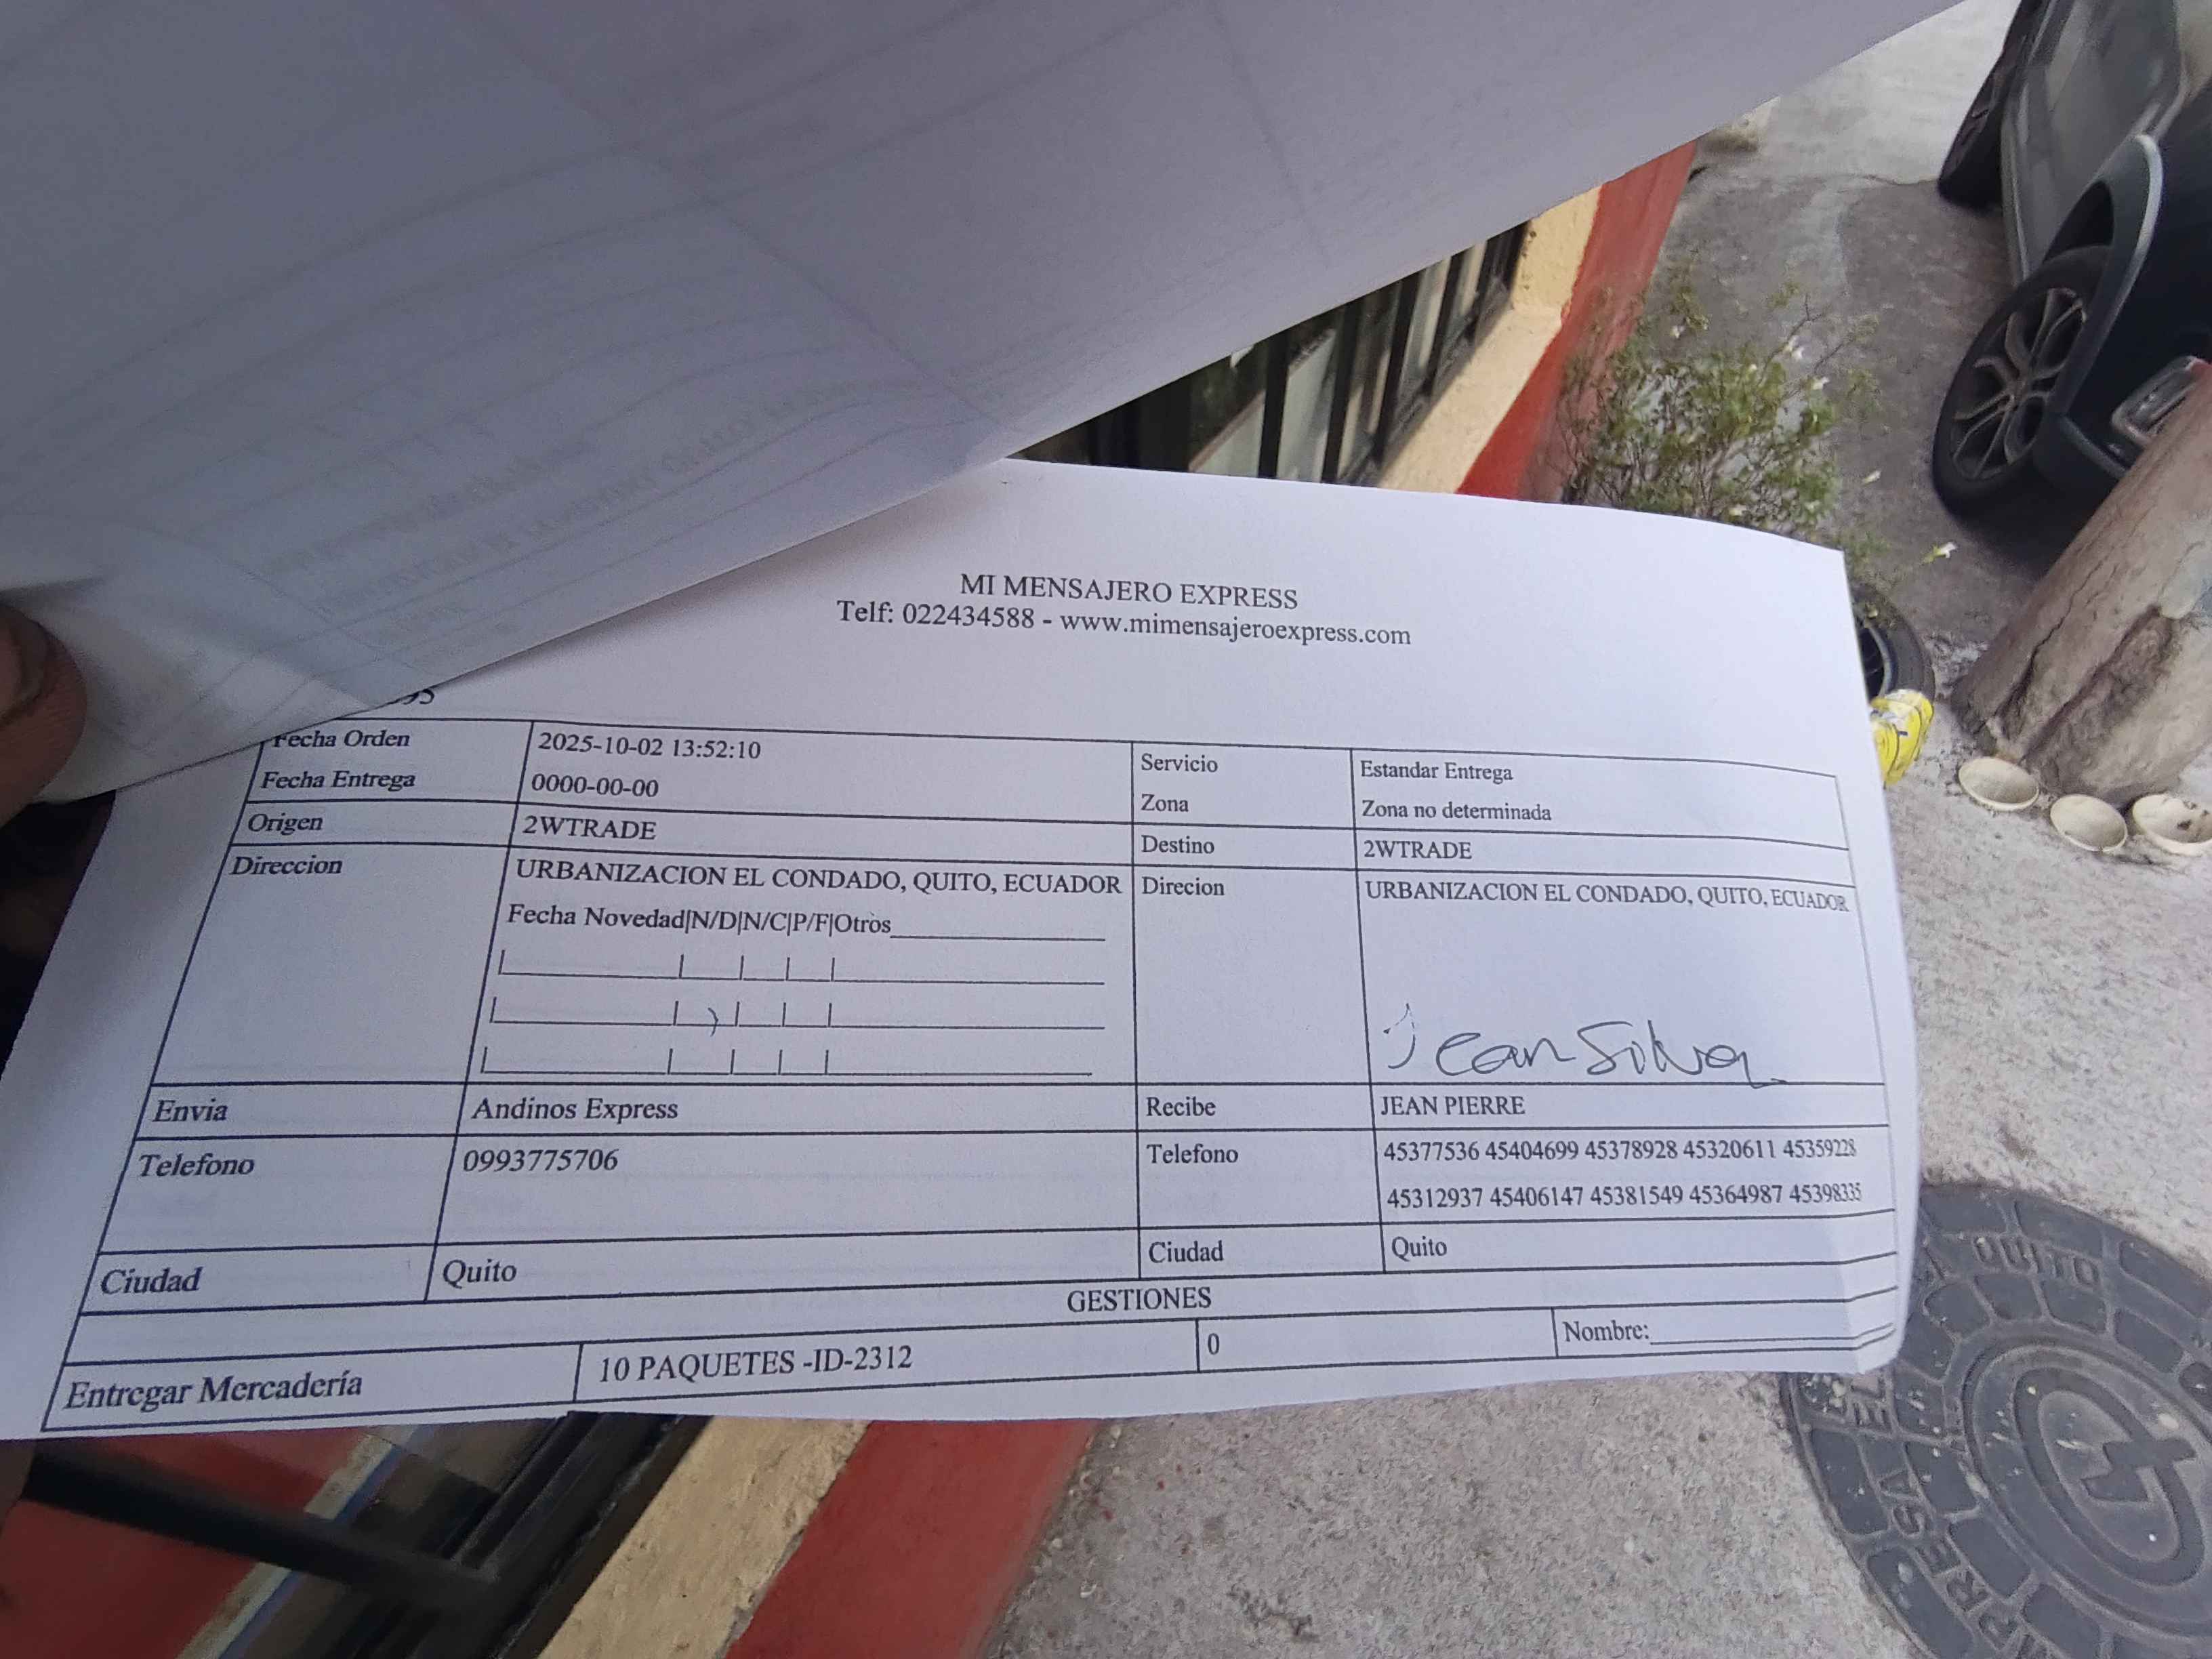 MI MENSAJERO EXPRESS
Telf: 022434588 - www.mimensajeroexpress.com
Fecha Orden 2025-10-02 13:52:10 Servicio Estandar Entrega
Fecha Entrega 0000-00-00 Zona Zona no determinada
Origen 2WTRADE Destino 2WTRADE
Direccion URBANIZACION EL CONDADO, QUITO, ECUADOR Direcion URBANIZACION EL CONDADO, QUITO, ECUADOR
Fecha Novedad|N/D|N/C|P/F|Otros
Jean Silva
Envia Andinos Express Recibe JEAN PIERRE
Telefono 0993775706 Telefono 45377536 45404699 45378928 45320611 45359228
45312937 45406147 45381549 45364987 45398335
Ciudad Quito Ciudad Quito
GESTIONES
Entregar Mercadería 10 PAQUETES -ID-2312 0 Nombre:
QUITO